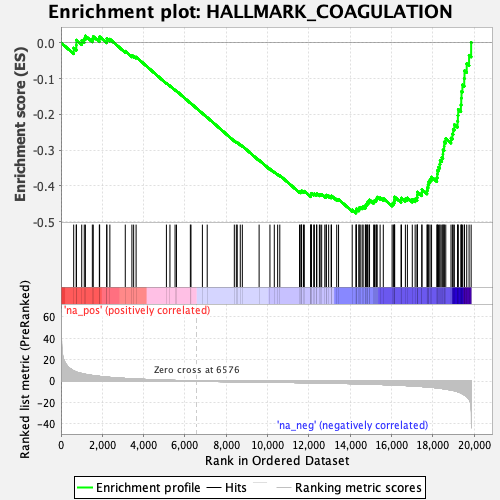 Enrichment plot: HALLMARK_COAGULATION
Enrichment score (ES)
0.0
-0.1
-0.2
-0.3
-0.4
-0.5
'na_pos' (positively correlated)
Ranked list metric (PreRanked)
60
40
20
0
-20
-40
Zero cross at 6576
'na_neg' (negatively correlated)
0
2,000
4,000
6,000
8,000
10,000
12,000
14,000
16,000
18,000
20,000
Rank in Ordered Dataset
Enrichment profile
Hits
Ranking metric scores